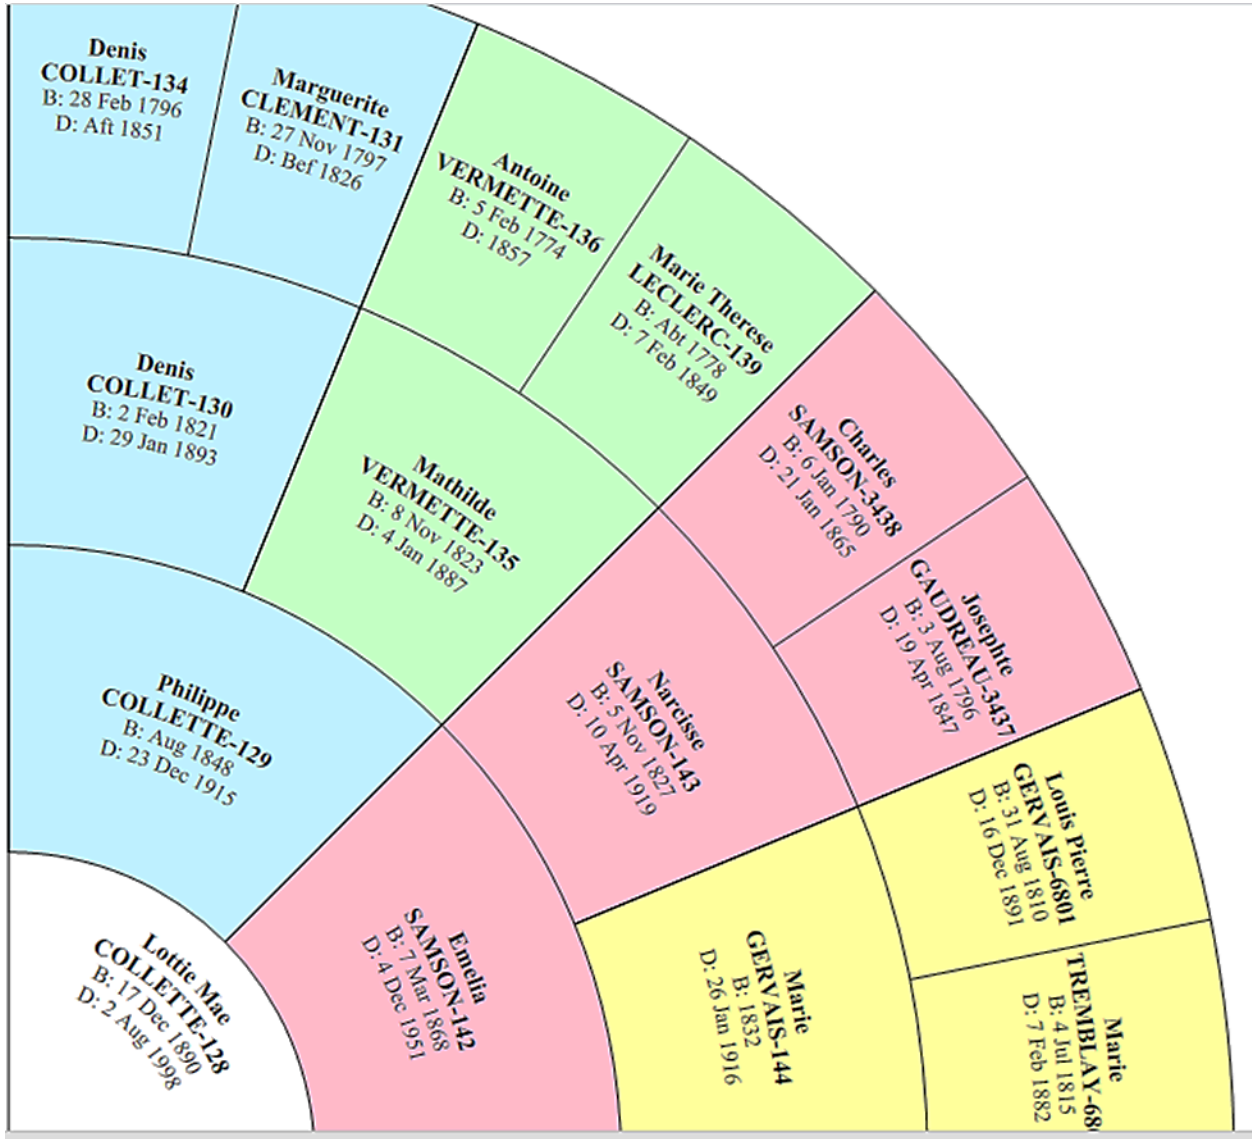 Denis
COLLET-134
B: 28 Feb 1796
D: Aft 1851
Marguerite
CLEMENT-131
B: 27 Nov 1797
D: Bef 1826
Antoine
VERMETTE-136
B: 5 Feb 1774
D: 1857
Marie Therese
LECLERC-139
B: Abt 1778
D: 7 Feb 1849
Charles
SAMSON-3438
B: 6 Jan 1790
D: 21 Jan 1865
Josephte
GAUDREAU-3437
B: 3 Aug 1796
D: 19 Apr 1847
Louis Pierre
GERVAIS-6801
B: 31 Aug 1810
D: 16 Dec 1891
Marie
TREMBLAY-68
B: 4 Jul 1815
D: 7 Feb 1882
Denis
COLLET-130
B: 2 Feb 1821
D: 29 Jan 1893
Mathilde
VERMETTE-135
B: 8 Nov 1823
D: 4 Jan 1887
Narcisse
SAMSON-143
B: 5 Nov 1827
D: 10 Apr 1919
Marie
GERVAIS-144
B: 1832
D: 26 Jan 1916
Philippe
COLLETTE-129
B: Aug 1848
D: 23 Dec 1915
Emelia
SAMSON-142
B: 7 Mar 1868
D: 4 Dec 1951
Lottie Mae
COLLETTE-128
B: 17 Dec 1890
D: 2 Aug 1998